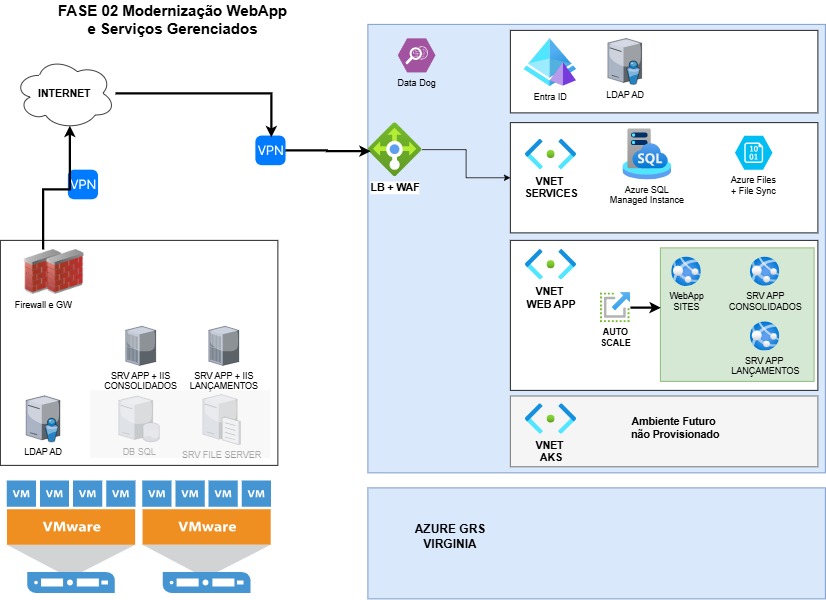 FASE 02 Modernização WebApp
e Serviços Gerenciados
INTERNET
VPN
VPN
Firewall e GW
SRV APP + IIS
CONSOLIDADOS
SRV APP + IIS
LANÇAMENTOS
LDAP AD
DB SQL
SRV FILE SERVER
VM
VM
VM
VM
VM
VM
VM
VM
VMware
VMware
Data Dog
LB + WAF
Entra ID
LDAP AD
VNET
SERVICES
SQL
Azure SQL
Managed Instance
10
01
Azure Files
+ File Sync
VNET
WEB APP
AUTO
SCALE
WebApp
SITES
SRV APP
CONSOLIDADOS
SRV APP
LANÇAMENTOS
VNET
AKS
Ambiente Futuro
não Provisionado
AZURE GRS
VIRGINIA